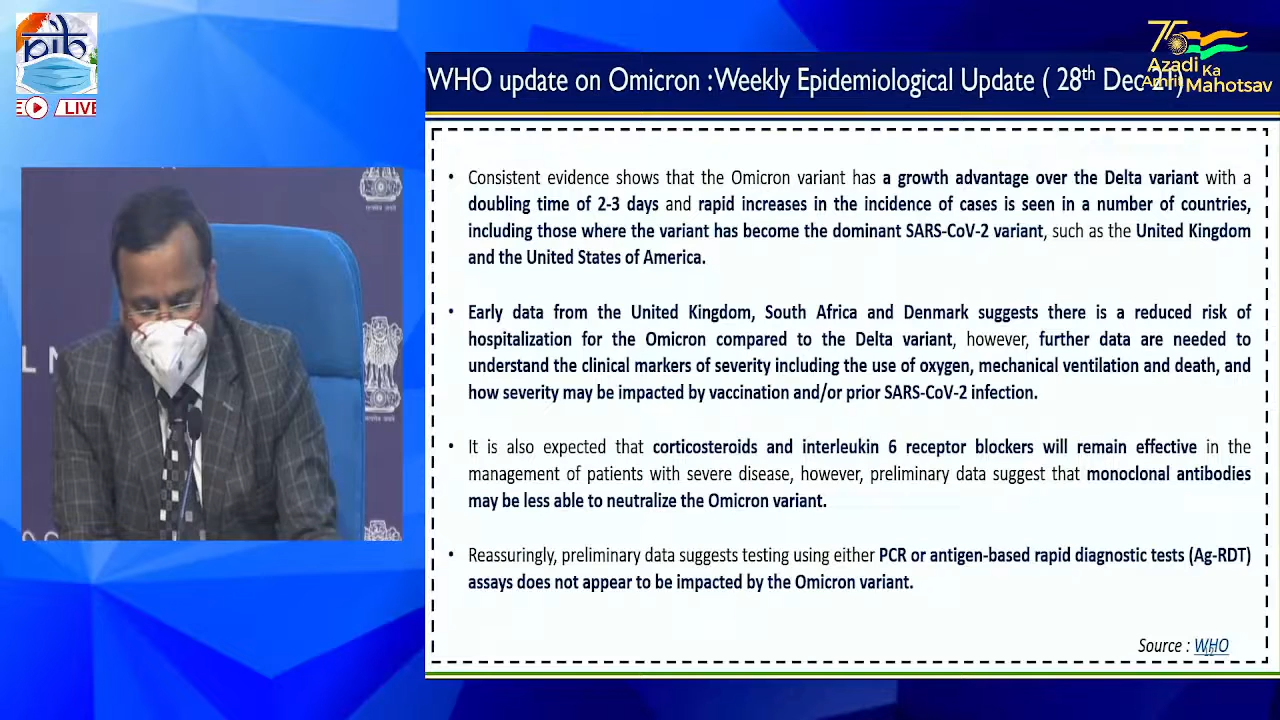 pib
LIVE
75
Azadi
Ka
Amrit
Mahotsav
WHO update on Omicron :Weekly Epidemiological Update ( 28th Dec 21)
• Consistent evidence shows that the Omicron variant has a growth advantage over the Delta variant with a
doubling time of 2-3 days and rapid increases in the incidence of cases is seen in a number of countries,
including those where the variant has become the dominant SARS-CoV-2 variant, such as the United Kingdom
and the United States of America.
• Early data from the United Kingdom, South Africa and Denmark suggests there is a reduced risk of
hospitalization for the Omicron compared to the Delta variant, however, further data are needed to
understand the clinical markers of severity including the use of oxygen, mechanical ventilation and death, and
how severity may be impacted by vaccination and/or prior SARS-CoV-2 infection.
• It is also expected that corticosteroids and interleukin 6 receptor blockers will remain effective in the
management of patients with severe disease, however, preliminary data suggest that monoclonal antibodies
may be less able to neutralize the Omicron variant.
• Reassuringly, preliminary data suggests testing using either PCR or antigen-based rapid diagnostic tests (Ag-RDT)
assays does not appear to be impacted by the Omicron variant.
Source : WHO